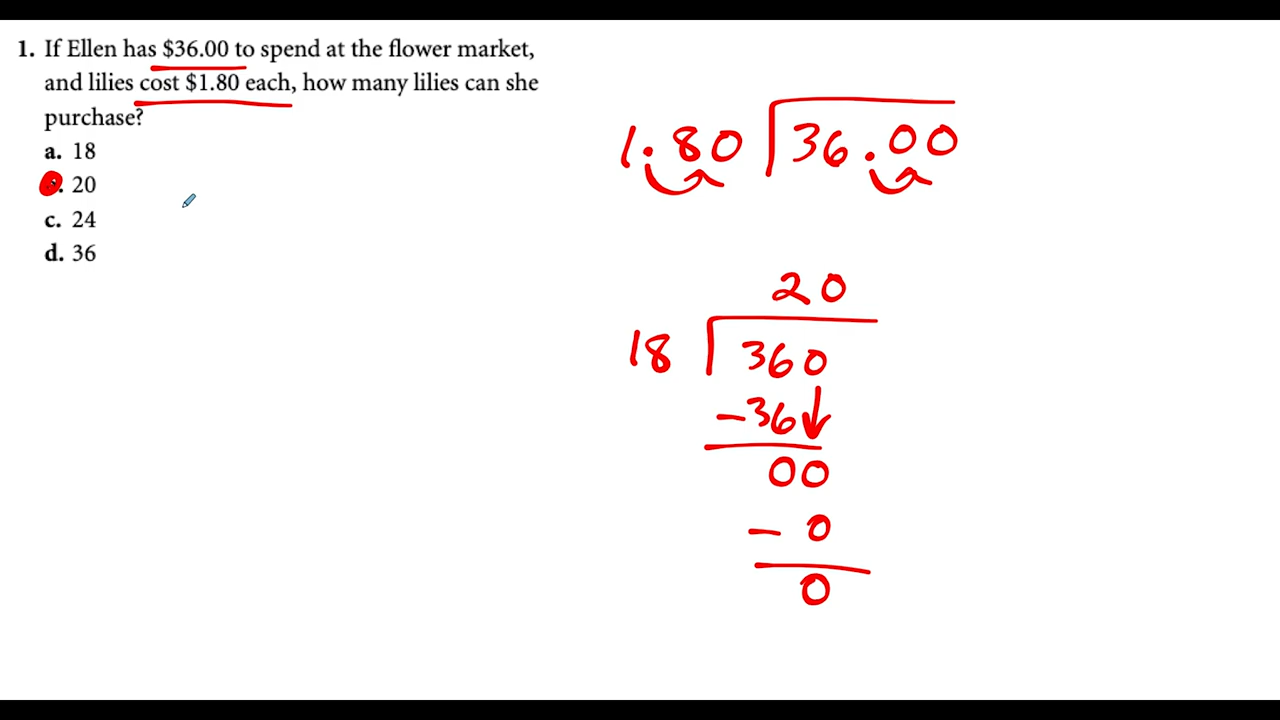 1. If Ellen has $36.00 to spend at the flower market,
and lilies cost $1.80 each, how many lilies can she
purchase?
a. 18
. 20
c. 24
d. 36
1.80 36.00
20
18 360
-36
00
- 0
0